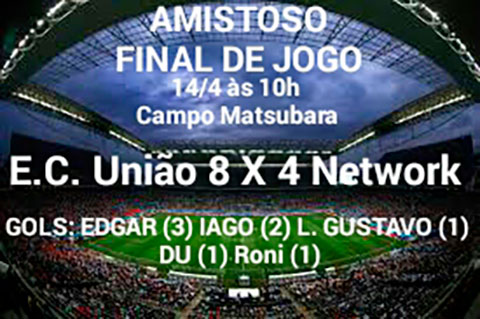 AMISTOSO
FINAL DE JOGO
14/4 às 10h
Campo Matsubara
E.C. União 8 X 4 Network
GOLS: EDGAR (3) IAGO (2) L. GUSTAVO (1)
DU (1) Roni (1)